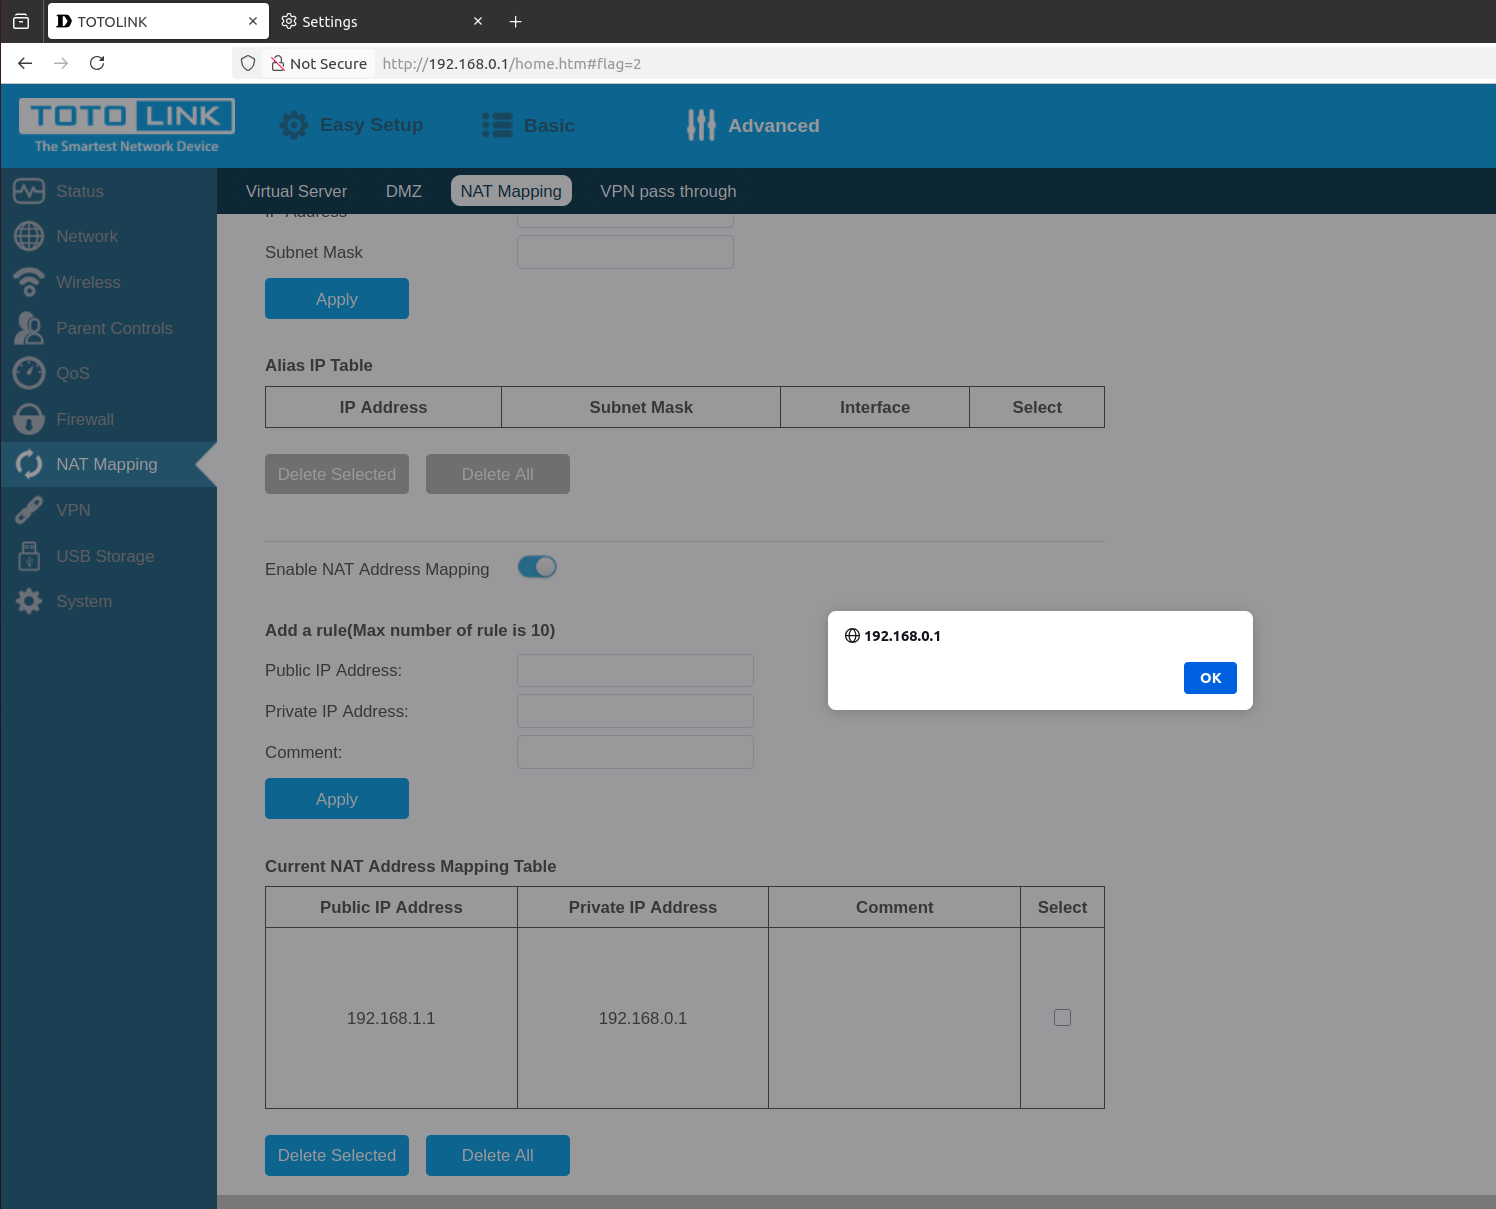 TOTOLINK
Settings
Not Secure http://192.168.0.1/home.htm#flag=2
TOTO LINK
The Smartest Network Device
Easy Setup
Basic
Advanced
Virtual Server
DMZ
NAT Mapping
VPN pass through
Status
Network
Wireless
Parent Controls
QoS
Firewall
NAT Mapping
VPN
USB Storage
System
IP Address
Subnet Mask
Apply
Alias IP Table
IP Address Subnet Mask Interface Select
Delete Selected Delete All
Enable NAT Address Mapping
Add a rule(Max number of rule is 10)
Public IP Address:
Private IP Address:
Comment:
Apply
192.168.0.1
OK
Current NAT Address Mapping Table
Public IP Address Private IP Address Comment Select
192.168.1.1 192.168.0.1
Delete Selected Delete All